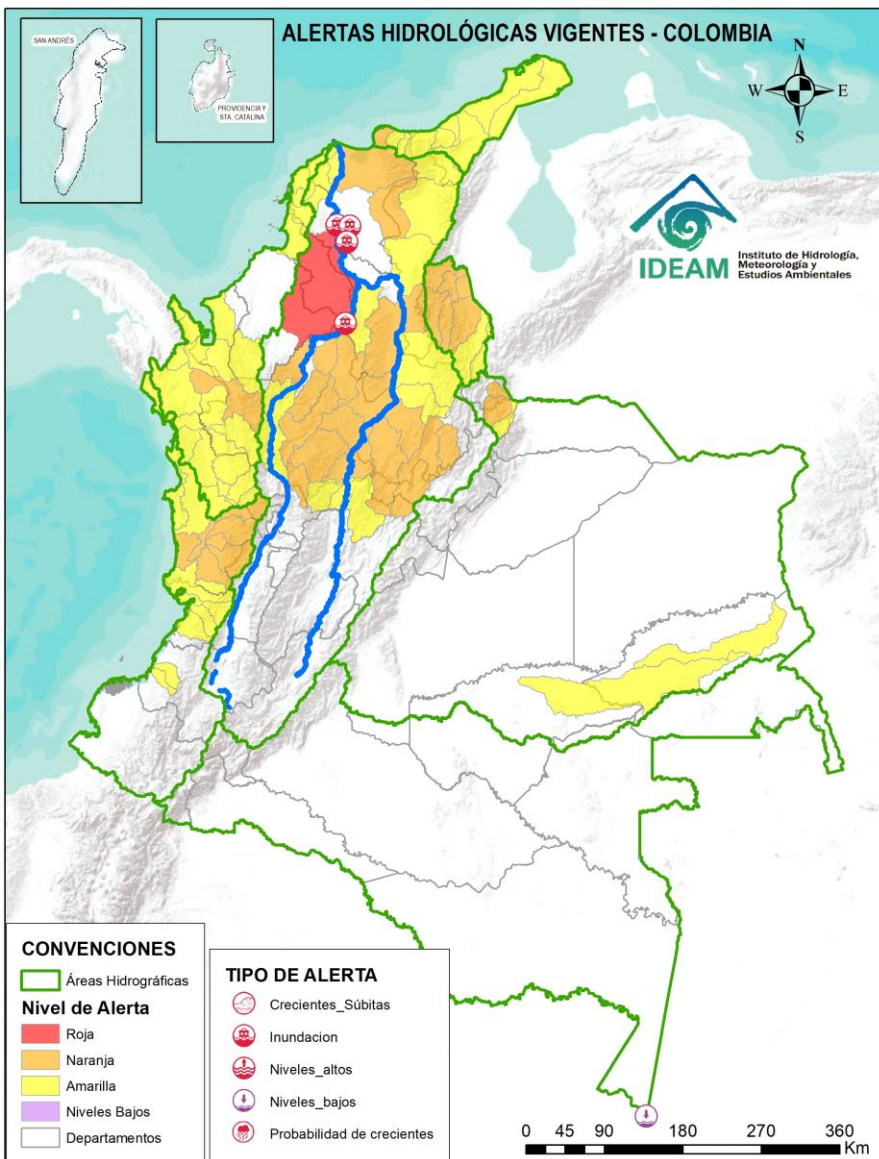 ALERTAS HIDROLÓGICAS VIGENTES - COLOMBIA
SAN ANDRÉS
PROVIDENCIA Y
STA. CATALINA
N
W
E
S
IDEAM
Instituto de Hidrología,
Meteorología y
Estudios Ambientales
CONVENCIONES
Áreas Hidrográficas
Nivel de Alerta
Roja
Naranja
Amarilla
Niveles Bajos
Departamentos
TIPO DE ALERTA
Crecientes_Súbitas
Inundacion
Niveles_altos
Niveles_bajos
Probabilidad de crecientes
0 45 90 180 270 360
Km